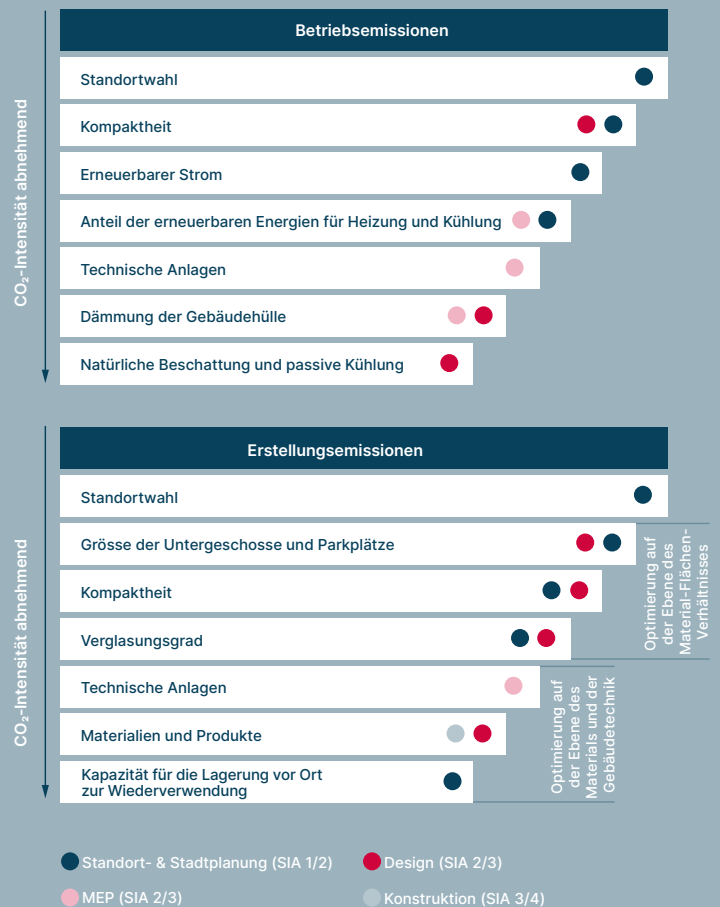 Betriebsemissionen
CO₂-Intensität abnehmend
Standortwahl
Kompaktheit
Erneuerbarer Strom
Anteil der erneuerbaren Energien für Heizung und Kühlung
Technische Anlagen
Dämmung der Gebäudehülle
Natürliche Beschattung und passive Kühlung
Erstellungsemissionen
CO₂-Intensität abnehmend
Standortwahl
Grösse der Untergeschosse und Parkplätze
Kompaktheit
Verglasungsgrad
Optimierung auf
der Ebene des
Material-Flächen-
Verhältnisses
Technische Anlagen
Materialien und Produkte
Kapazität für die Lagerung vor Ort
zur Wiederverwendung
Optimierung auf
der Ebene des
Materials und der
Gebäudetechnik
Standort- & Stadtplanung (SIA 1/2)
Design (SIA 2/3)
MEP (SIA 2/3)
Konstruktion (SIA 3/4)